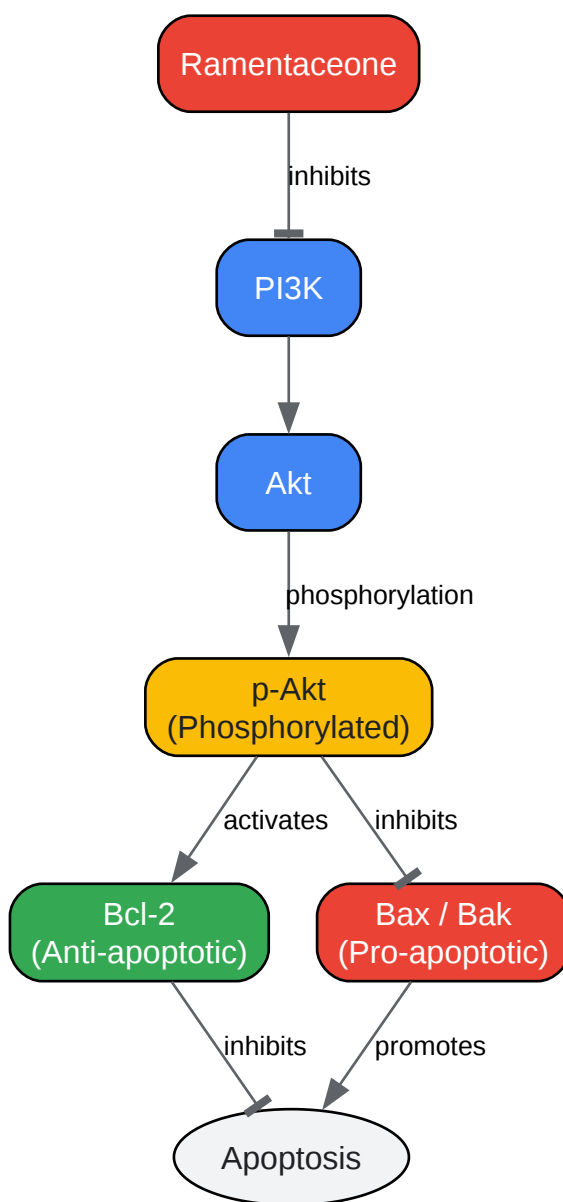 Ramentaceone
inhibits
PI3K
Akt
phosphorylation
p-Akt
(Phosphorylated)
activates
inhibits
Bcl-2
(Anti-apoptotic)
Bax / Bak
(Pro-apoptotic)
inhibits
promotes
Apoptosis